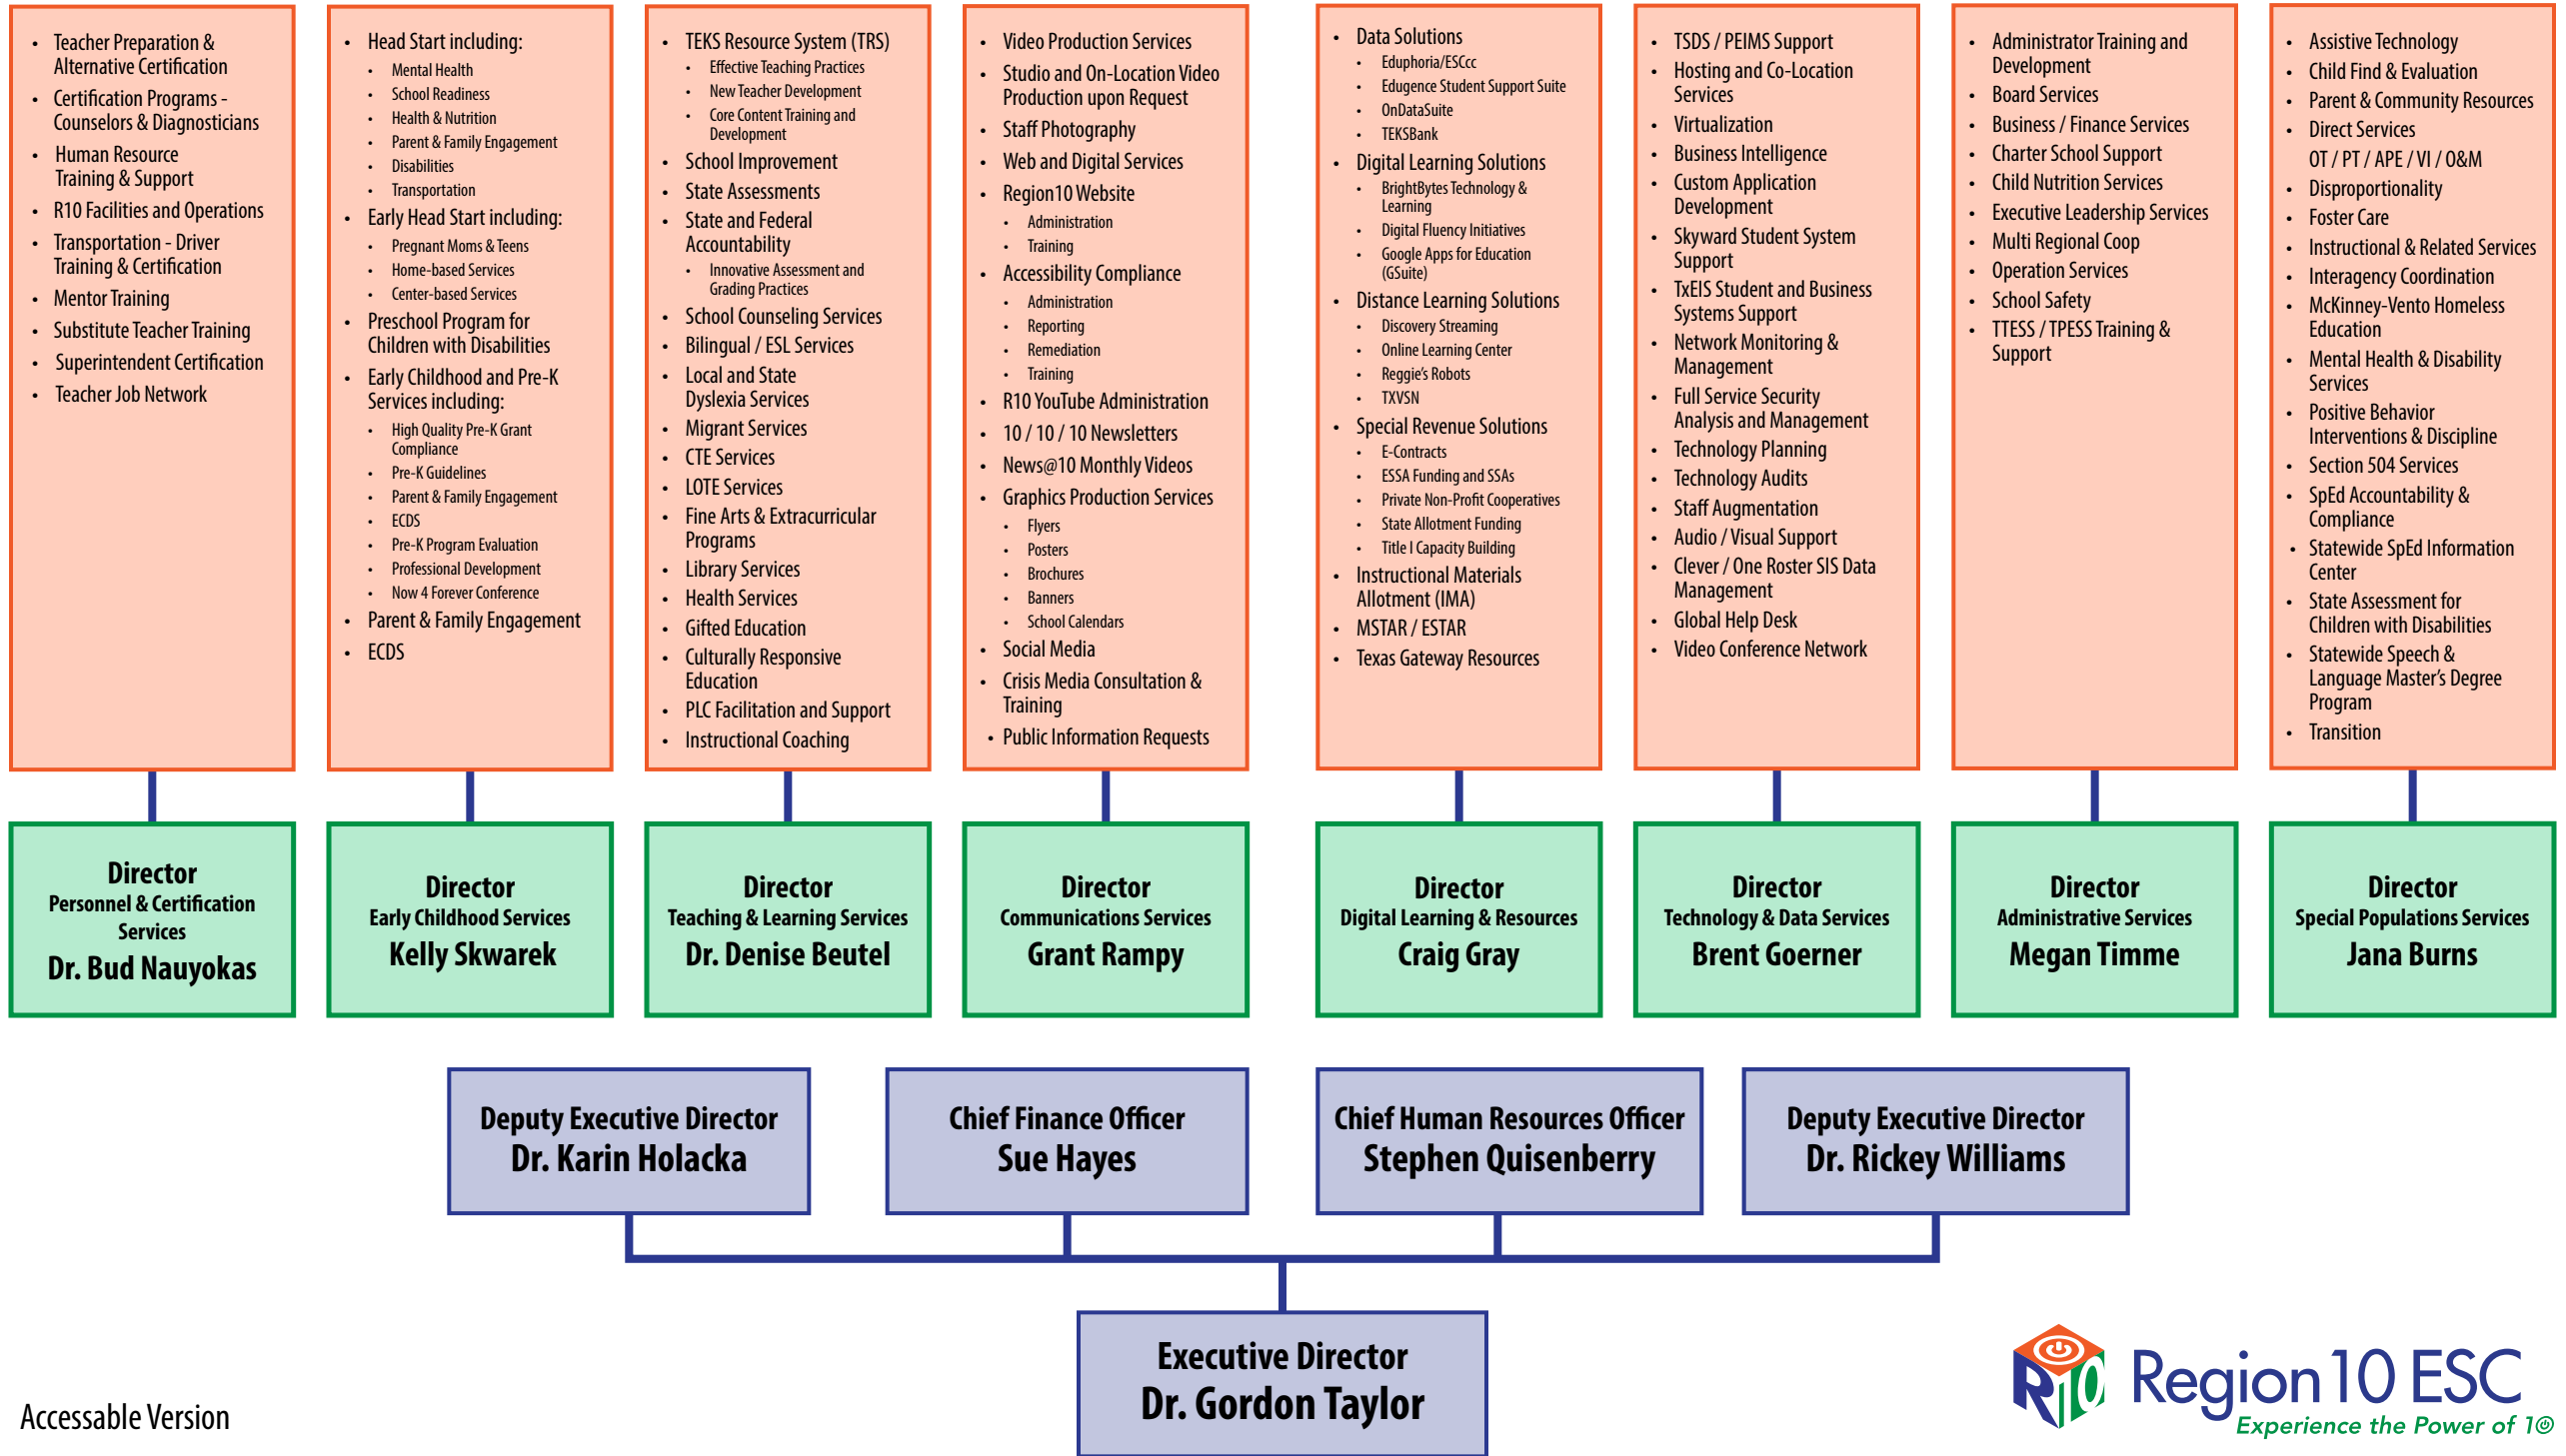 Teacher Preparation &
Alternative Certification
Certification Programs -
Counselors & Diagnosticians
Human Resource
Training & Support
R10 Facilities and Operations
Transportation - Driver
Training & Certification
Mentor Training
Substitute Teacher Training
Superintendent Certification
Teacher Job Network
Head Start including:
Mental Health
School Readiness
Health & Nutrition
Parent & Family Engagement
Disabilities
Transportation
Early Head Start including:
Pregnant Moms & Teens
Home-based Services
Center-based Services
Preschool Program for
Children with Disabilities
Early Childhood and Pre-K
Services including:
High Quality Pre-K Grant
Compliance
Pre-K Guidelines
Parent & Family Engagement
ECDS
Pre-K Program Evaluation
Professional Development
Now 4 Forever Conference
Parent & Family Engagement
ECDS
TEKS Resource System (TRS)
Effective Teaching Practices
New Teacher Development
Core Content Training and
Development
School Improvement
State Assessments
State and Federal
Accountability
Innovative Assessment and
Grading Practices
School Counseling Services
Bilingual / ESL Services
Local and State
Dyslexia Services
Migrant Services
CTE Services
LOTE Services
Fine Arts & Extracurricular
Programs
Library Services
Health Services
Gifted Education
Culturally Responsive
Education
PLC Facilitation and Support
Instructional Coaching
Video Production Services
Studio and On-Location Video
Production upon Request
Staff Photography
Web and Digital Services
Region10 Website
Administration
Training
Accessibility Compliance
Administration
Reporting
Remediation
Training
R10 YouTube Administration
10 / 10 / 10 Newsletters
News@10 Monthly Videos
Graphics Production Services
Flyers
Posters
Brochures
Banners
School Calendars
Social Media
Crisis Media Consultation &
Training
Public Information Requests
Data Solutions
Eduphoria/ESCcc
Edugence Student Support Suite
OnDataSuite
TEKSBank
Digital Learning Solutions
BrightBytes Technology &
Learning
Digital Fluency Initiatives
Google Apps for Education
(GSuite)
Distance Learning Solutions
Discovery Streaming
Online Learning Center
Reggie's Robots
TXVSN
Special Revenue Solutions
E-Contracts
ESSA Funding and SSAs
Private Non-Profit Cooperatives
State Allotment Funding
Title I Capacity Building
Instructional Materials
Allotment (IMA)
MSTAR / ESTAR
Texas Gateway Resources
TSDS / PEIMS Support
Hosting and Co-Location
Services
Virtualization
Business Intelligence
Custom Application
Development
Skyward Student System
Support
TxEIS Student and Business
Systems Support
Network Monitoring &
Management
Full Service Security
Analysis and Management
Technology Planning
Technology Audits
Staff Augmentation
Audio / Visual Support
Clever / One Roster SIS Data
Management
Global Help Desk
Video Conference Network
Administrator Training and
Development
Board Services
Business / Finance Services
Charter School Support
Child Nutrition Services
Executive Leadership Services
Multi Regional Coop
Operation Services
School Safety
TTESS / TPESS Training &
Support
Assistive Technology
Child Find & Evaluation
Parent & Community Resources
Direct Services
OT / PT / APE / VI / O&M
Disproportionality
Foster Care
Instructional & Related Services
Interagency Coordination
McKinney-Vento Homeless
Education
Mental Health & Disability
Services
Positive Behavior
Interventions & Discipline
Section 504 Services
SpEd Accountability &
Compliance
Statewide SpEd Information
Center
State Assessment for
Children with Disabilities
Statewide Speech &
Language Master's Degree
Program
Transition
Director
Personnel & Certification
Services
Dr. Bud Nauyokas
Director
Early Childhood Services
Kelly Skwarek
Director
Teaching & Learning Services
Dr. Denise Beutel
Director
Communications Services
Grant Rampy
Director
Digital Learning & Resources
Craig Gray
Director
Technology & Data Services
Brent Goerner
Director
Administrative Services
Megan Timme
Director
Special Populations Services
Jana Burns
Deputy Executive Director
Dr. Karin Holacka
Chief Finance Officer
Sue Hayes
Chief Human Resources Officer
Stephen Quisenberry
Deputy Executive Director
Dr. Rickey Williams
Executive Director
Dr. Gordon Taylor
Accessable Version
R10
Region 10 ESC
Experience the Power of 10